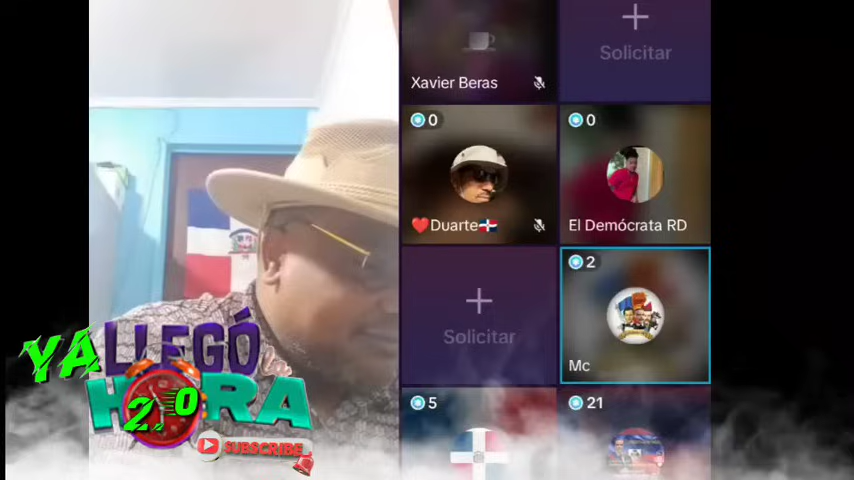 Xavier Beras
Solicitar
0
0
❤️Duarte🇩🇴
El Demócrata RD
Solicitar
2
Mc
5
21
YA LLEGÓ
HORA
2.0
SUBSCRIBE